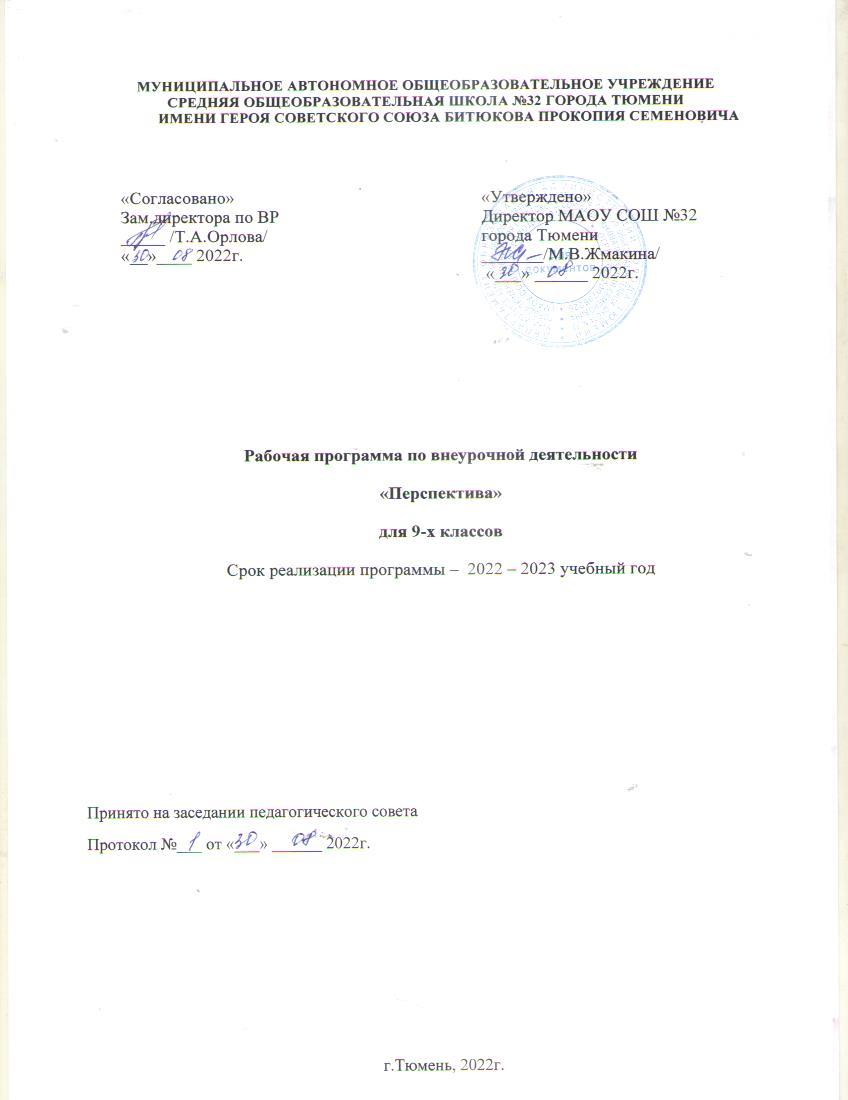 МУНИЦИПАЛЬНОЕ АВТОНОМНОЕ ОБЩЕОБРАЗОВАТЕЛЬНОЕ УЧРЕЖДЕНИЕ
СРЕДНЯЯ ОБЩЕОБРАЗОВАТЕЛЬНАЯ ШКОЛА №32 ГОРОДА ТЮМЕНИ
ИМЕНИ ГЕРОЯ СОВЕТСКОГО СОЮЗА БИТЮКОВА ПРОКОПИЯ СЕМЕНОВИЧА
«Согласовано»
Зам.директора по ВР
/Т.А.Орлова/
«30» 08 2022г.
«Утверждено»
Директор МАОУ СОШ №32
города Тюмени
/М.В.Жмакина/
«30» 08 2022г.
ДОКУМЕНТОВ
Рабочая программа по внеурочной деятельности
«Перспектива»
для 9-х классов
Срок реализации программы – 2022 – 2023 учебный год
Принято на заседании педагогического совета
Протокол № 1 от «30» 08 2022г.
г.Тюмень, 2022г.